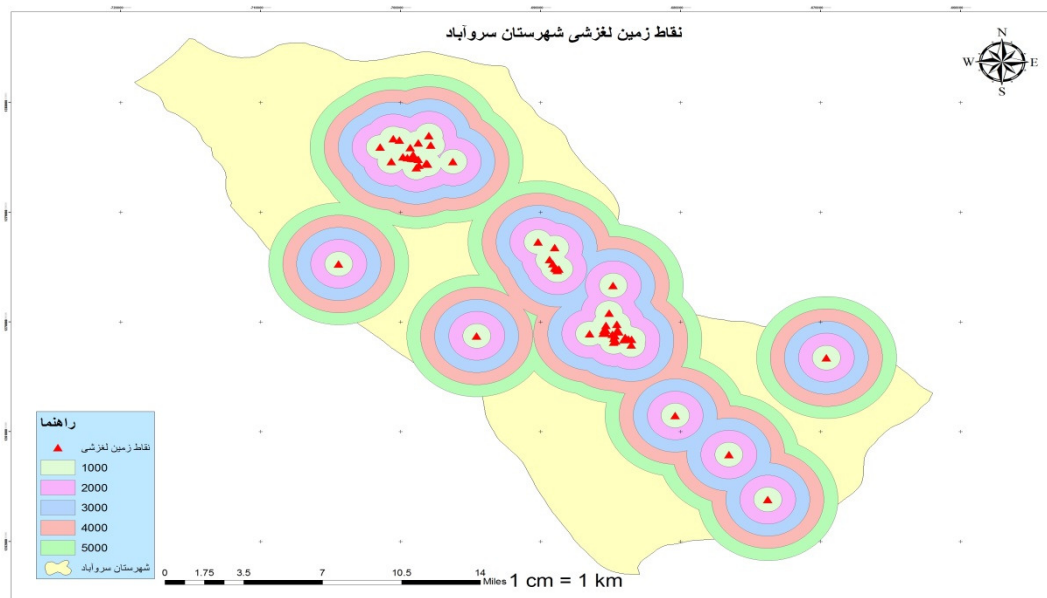 نقاط زمین لغزشی شهرستان سروآباد
N
W E
S
راهنما
نقاط زمین لغزشی
1000
2000
3000
4000
5000
شهرستان سروآباد
0 1.75 3.5 7 10.5 14
Miles
1 cm = 1 km